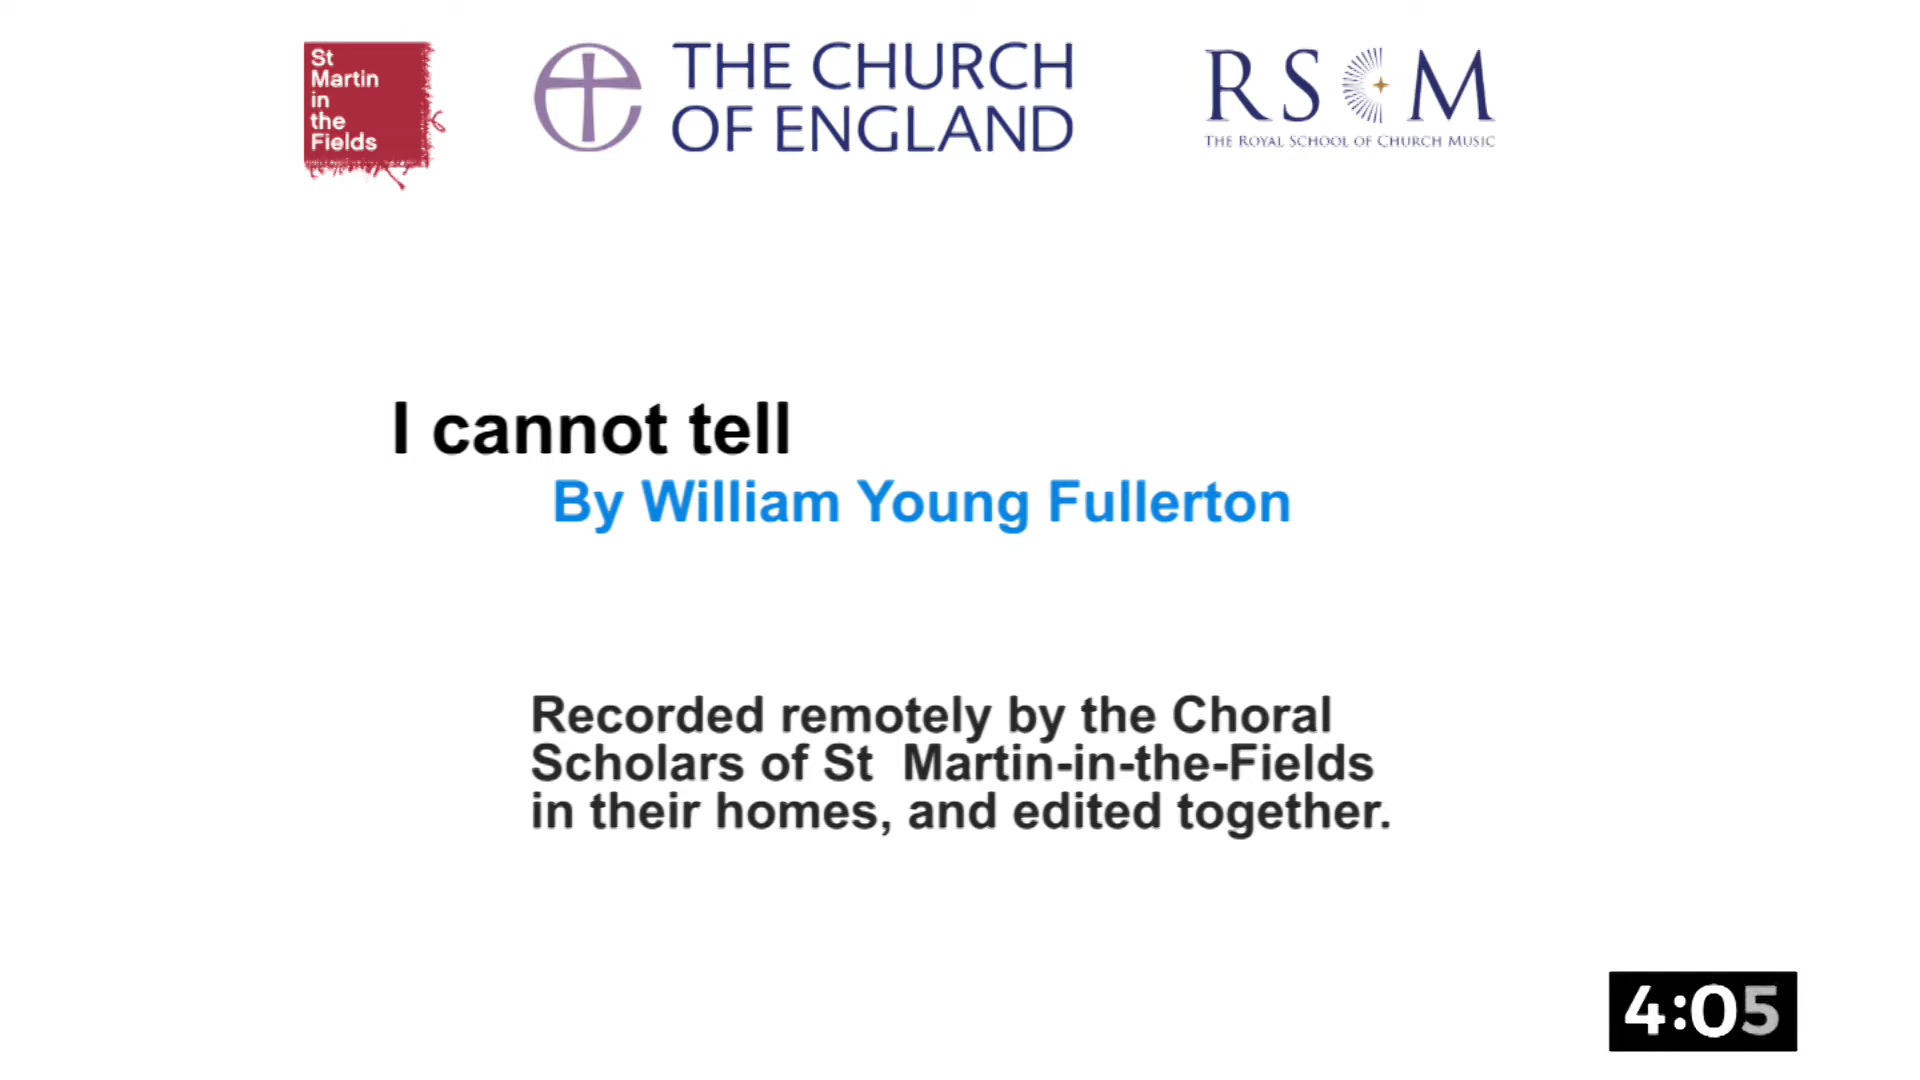 St
Martin
in
the
Fields
THE CHURCH
OF ENGLAND
RSCM
THE ROYAL SCHOOL OF CHURCH MUSIC
I cannot tell
By William Young Fullerton
Recorded remotely by the Choral
Scholars of St  Martin-in-the-Fields
in their homes, and edited together.
4:05